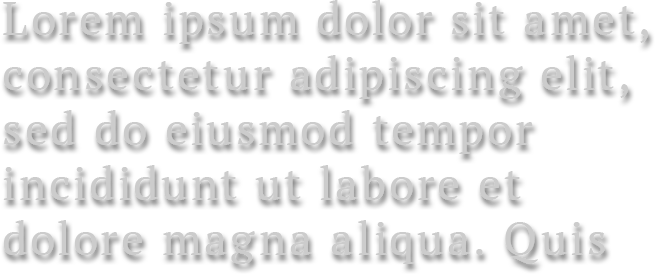 Lorem ipsum dolor sit amet,
consectetur adipiscing elit,
sed do eiusmod tempor
incididunt ut labore et
dolore magna aliqua. Quis